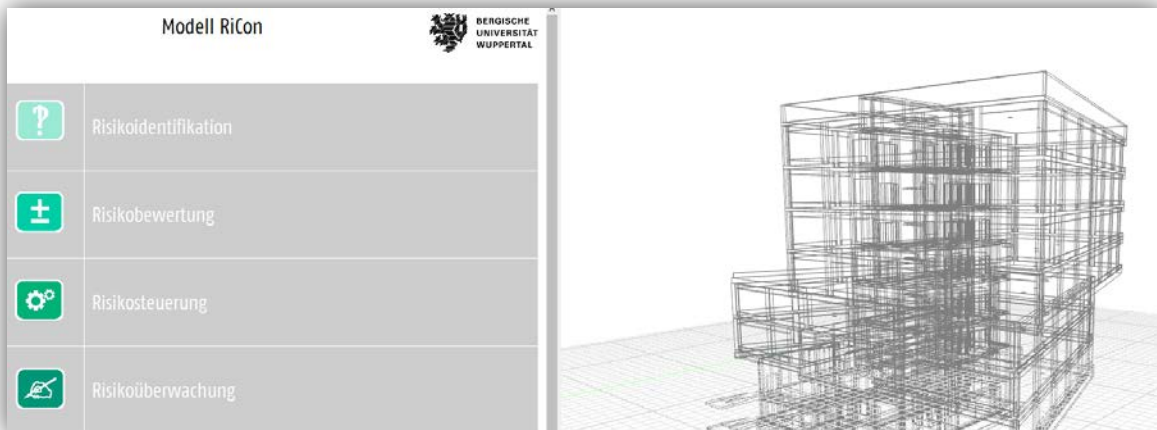 Modell RiCon
BERGISCHE
UNIVERSITÄT
WUPPERTAL
Risikoidentifikation
Risikobewertung
Risikosteuerung
Risikoüberwachung